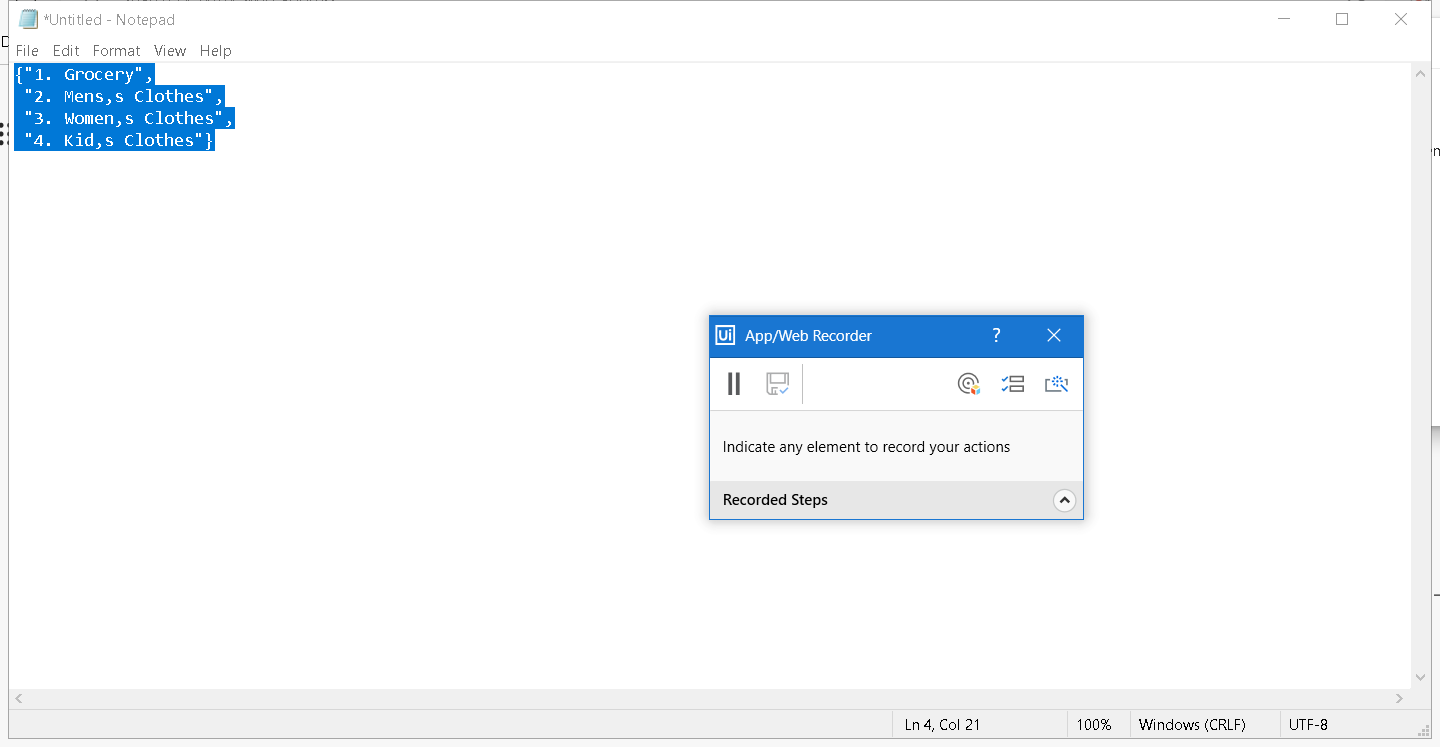 *Untitled - Notepad
File Edit Format View Help
{"1. Grocery",
"2. Mens,s Clothes",
"3. Women,s Clothes",
"4. Kid,s Clothes"}
Ui App/Web Recorder ?
Indicate any element to record your actions
Recorded Steps
Ln 4, Col 21 100% Windows (CRLF) UTF-8